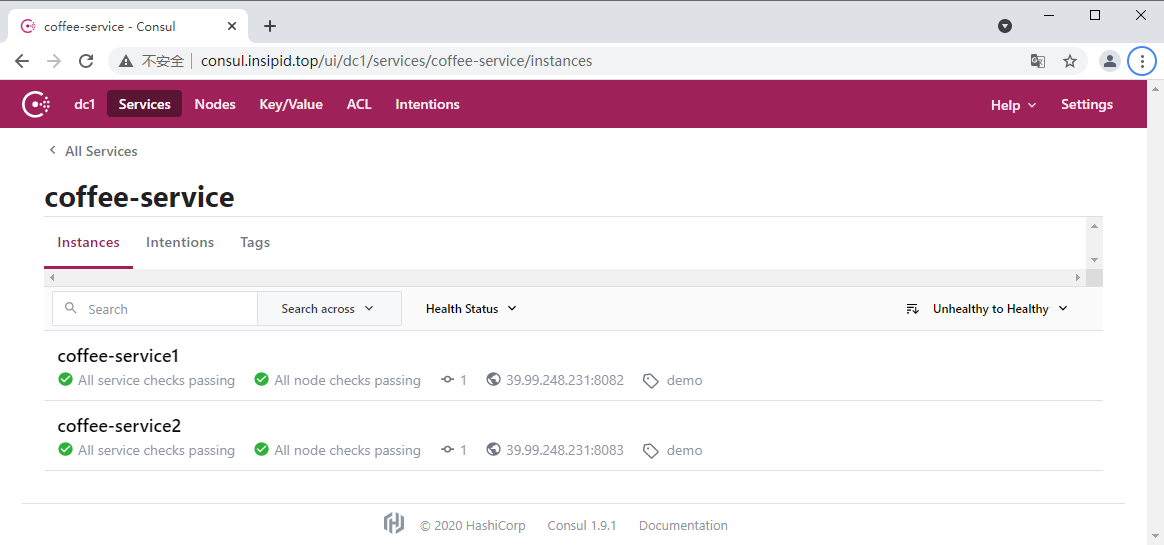 coffee-service - Consul
不安全 consul.insipid.top/ui/dc1/services/coffee-service/instances
dc1 Services Nodes Key/Value ACL Intentions Help Settings
All Services
coffee-service
Instances Intentions Tags
Search Search across Health Status Unhealthy to Healthy
coffee-service1
All service checks passing All node checks passing 1 39.99.248.231:8082 demo
coffee-service2
All service checks passing All node checks passing 1 39.99.248.231:8083 demo
© 2020 HashiCorp Consul 1.9.1 Documentation